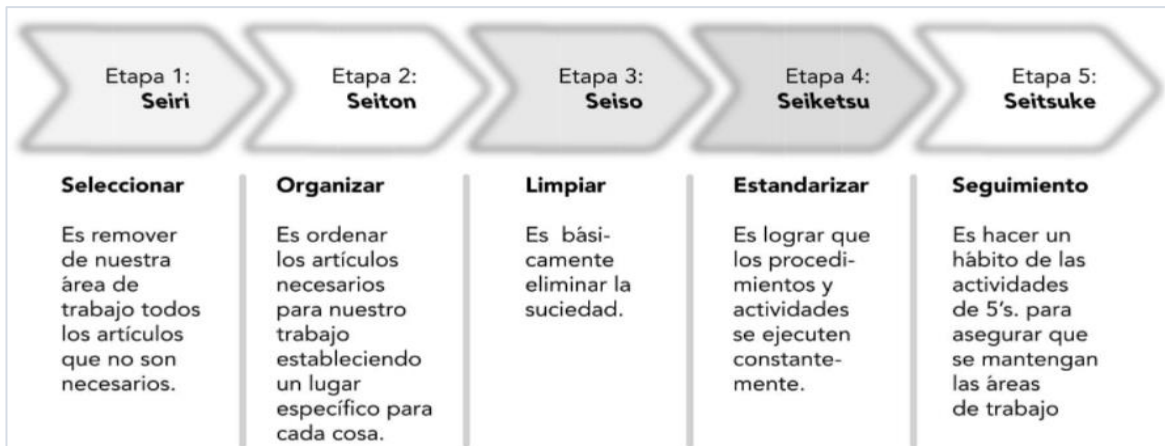 Etapa 1:
Seiri
Etapa 2:
Seiton
Etapa 3:
Seiso
Etapa 4:
Seiketsu
Etapa 5:
Seitsuke
Seleccionar
Es remover
de nuestra
área de
trabajo todos
los artículos
que no son
necesarios.
Organizar
Es ordenar
los artículos
necesarios
para nuestro
trabajo
estableciendo
un lugar
específico para
cada cosa.
Limpiar
Es bási-
camente
eliminar la
suciedad.
Estandarizar
Es lograr que
los procedi-
mientos y
actividades
se ejecuten
constante-
mente.
Seguimiento
Es hacer un
hábito de las
actividades
de 5's. para
asegurar que
se mantengan
las áreas
de trabajo